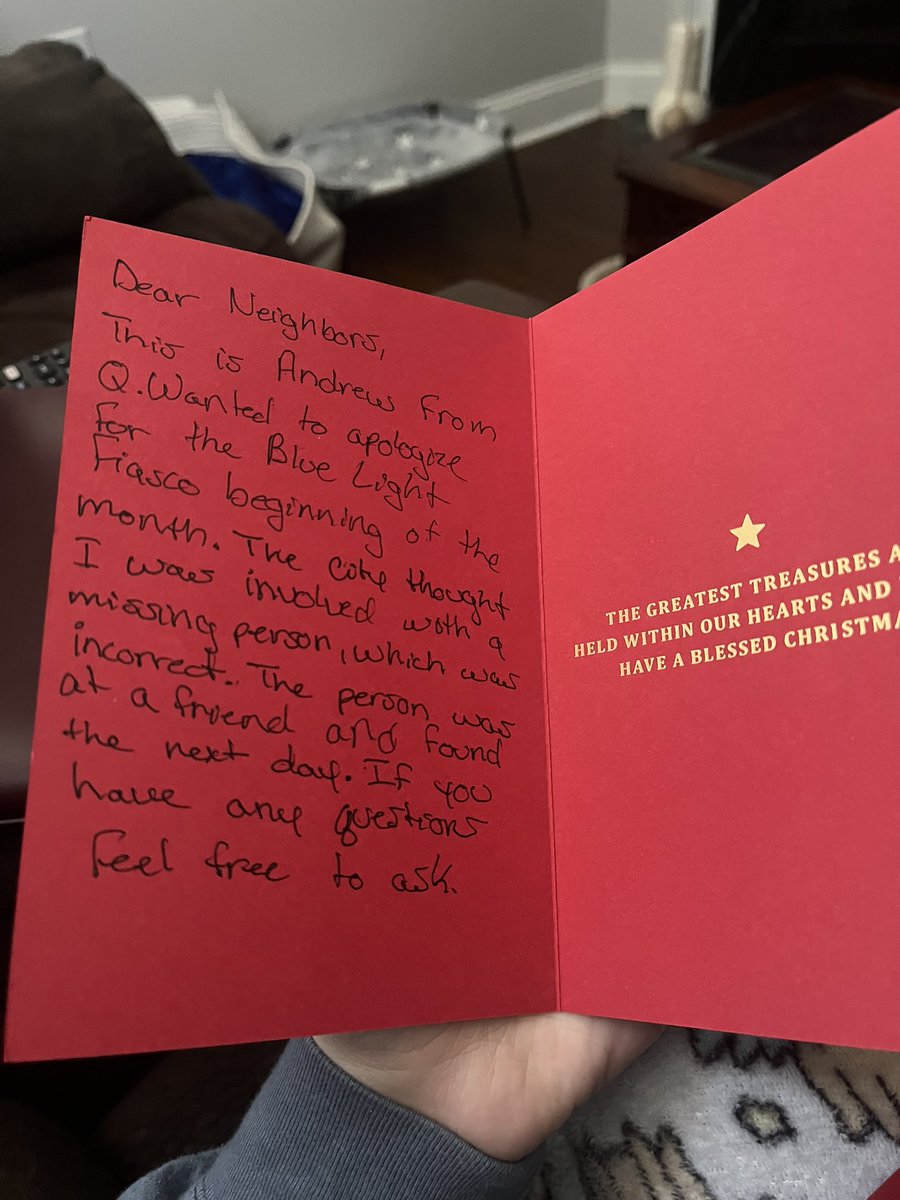 Dear Neighbors,
This is Andrew from
Q. Wanted to apologize
for the Blue Light
Fiasco beginning of the
month. The city thought
I was involved with a
missing person, which was
incorrect. The person was
at a friend and found
the next day. If you
have any questions
feel free to ask.
THE GREATEST TREASURES A
HELD WITHIN OUR HEARTS AND
HAVE A BLESSED CHRISTMA